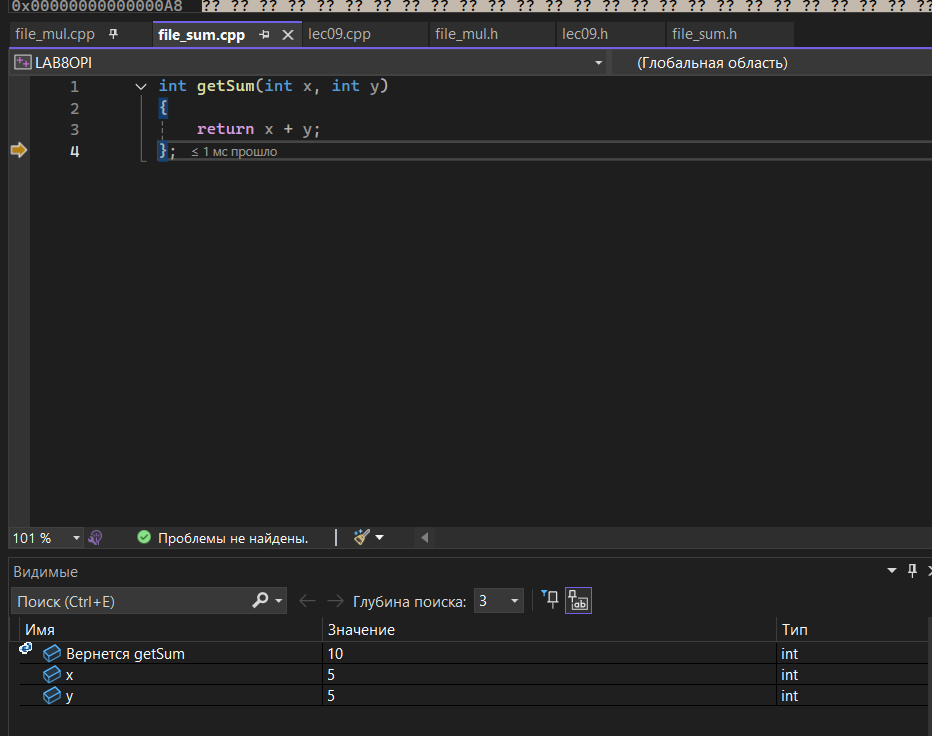 0x00000000000000A8 ?? ?? ?? ?? ?? ?? ?? ?? ?? ?? ?? ?? ?? ?? ?? ?? ?? ?? ?? ?? ?? ?? ?? ?? ?? ??
file_mul.cpp file_sum.cpp lec09.cpp file_mul.h lec09.h file_sum.h
LAB8OPI (Глобальная область)
1 int getSum(int x, int y)
2 {
3 return x + y;
4 }; ≤ 1 мс прошло
101 % Проблемы не найдены.
Видимые
Поиск (Ctrl+E) Глубина поиска: 3
Имя Значение Тип
Вернется getSum 10 int
x 5 int
y 5 int